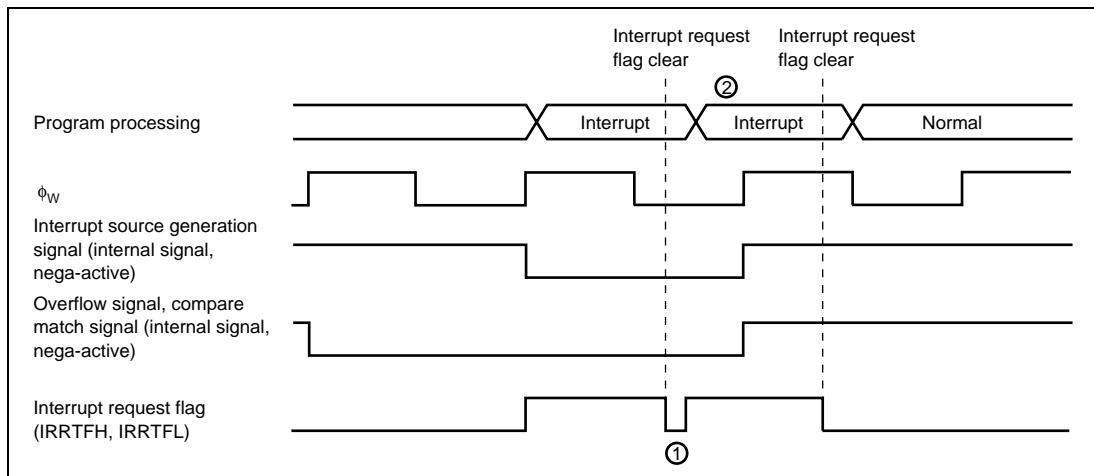 Interrupt request
flag clear
Interrupt request
flag clear
②
Program processing
Interrupt
Interrupt
Normal
ϕW
Interrupt source generation
signal (internal signal,
nega-active)
Overflow signal, compare
match signal (internal signal,
nega-active)
Interrupt request flag
(IRRTFH, IRRTFL)
①